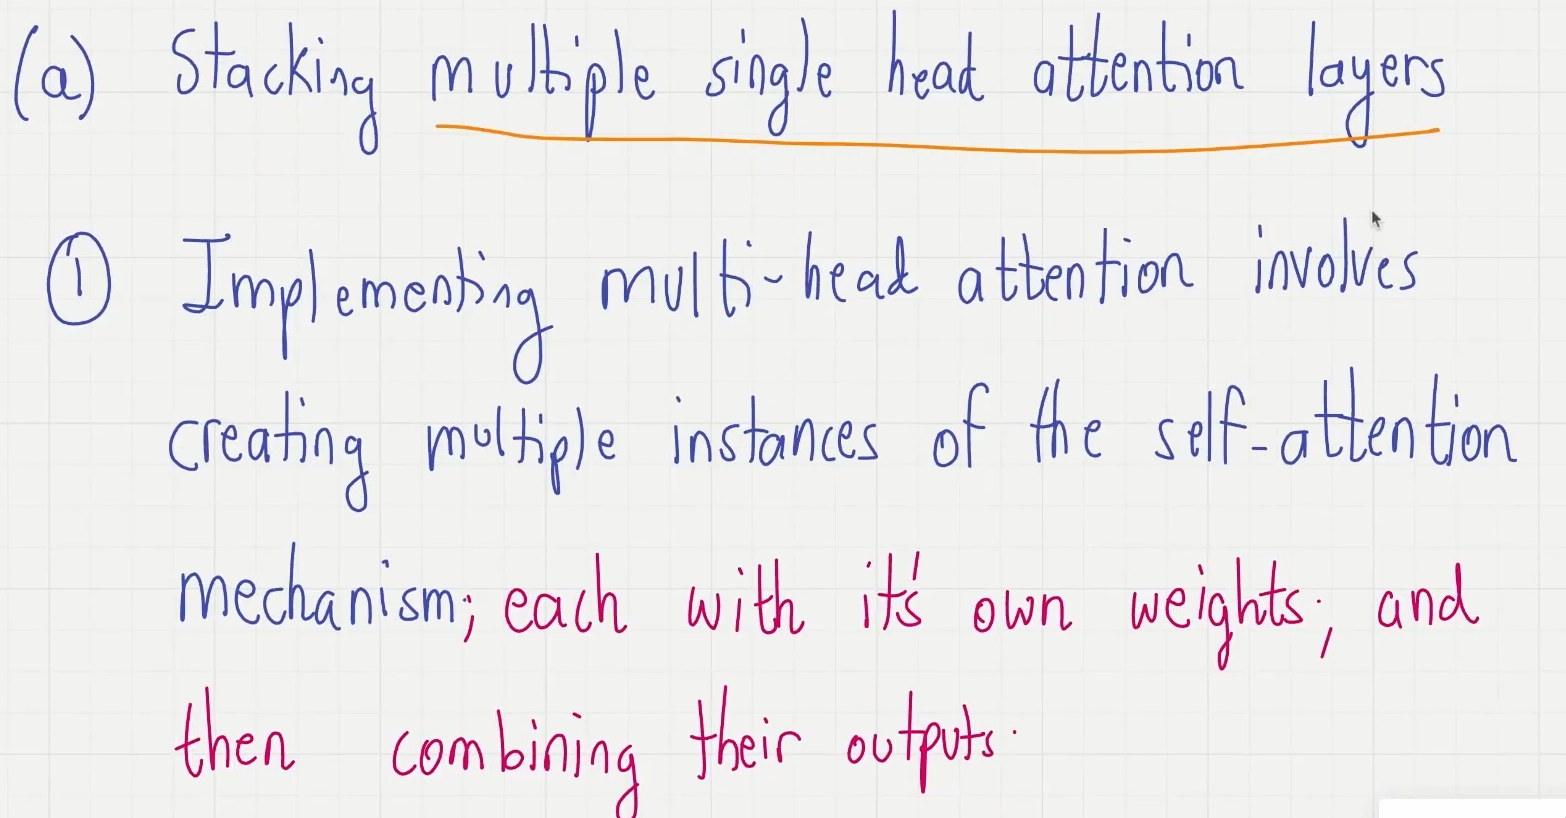 (a) Stacking multiple single head attention layers
① Implementing multi-head attention involves
creating multiple instances of the self-attention
mechanism; each with it's own weights; and
then combining their outputs.